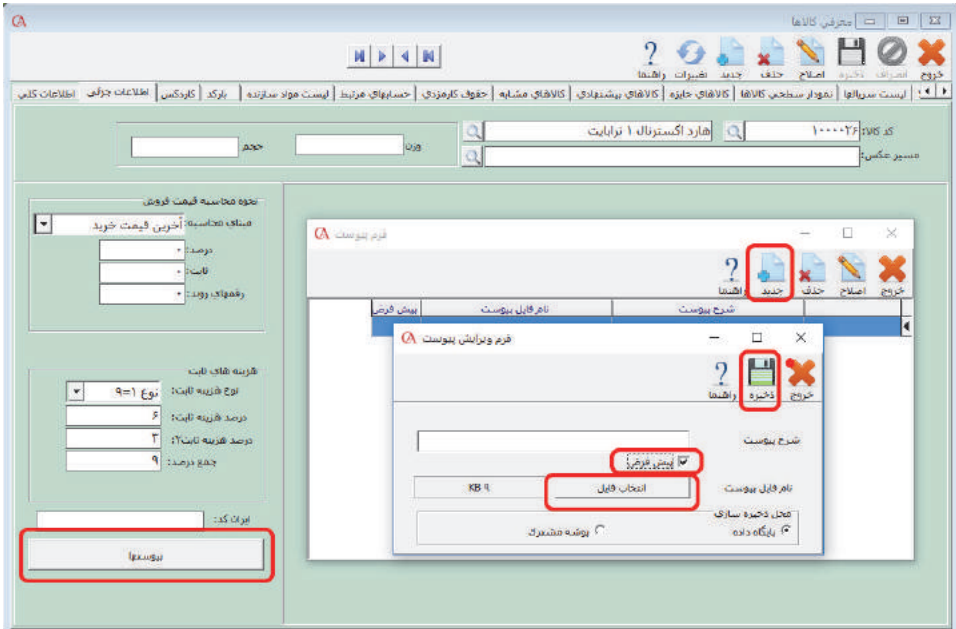 معرفی کالاها
خروج انصراف ذخیره اصلاح حذف جدید تغییرات راهنما
اطلاعات کلی اطلاعات جزئی کاردکس بارکد لیست مواد سازنده حسابهای مرتبط حقوق کارمزدی کالاهای مشابه کالاهای پیشنهادی کالاهای جایزه نمودار سطحی کالاها لیست سریالها
کد کالا: ۱۰۰۰۰۲۶ هارد اکسترنال ۱ ترابایت وزن حجم
مسیر عکس:
نحوه محاسبه قیمت فروش
مبنای محاسبه: آخرین قیمت خرید
درصد: ۰
ثابت: ۰
رقمهای روند: ۰
هزینه های ثابت
نوع هزینه ثابت: نوع ۱=۹
درصد هزینه ثابت: ۶
درصد هزینه ثابت۲: ۳
جمع درصد: ۹
ایران کد:
پیوستها
فرم پیوست
خروج اصلاح حذف جدید راهنما
شرح پیوست نام فایل پیوست پیش فرض
فرم ویرایش پیوست
خروج ذخیره راهنما
شرح پیوست
پیش فرض
نام فایل پیوست انتخاب فایل ۹ KB
محل ذخیره سازی
پایگاه داده پوشه مشترک